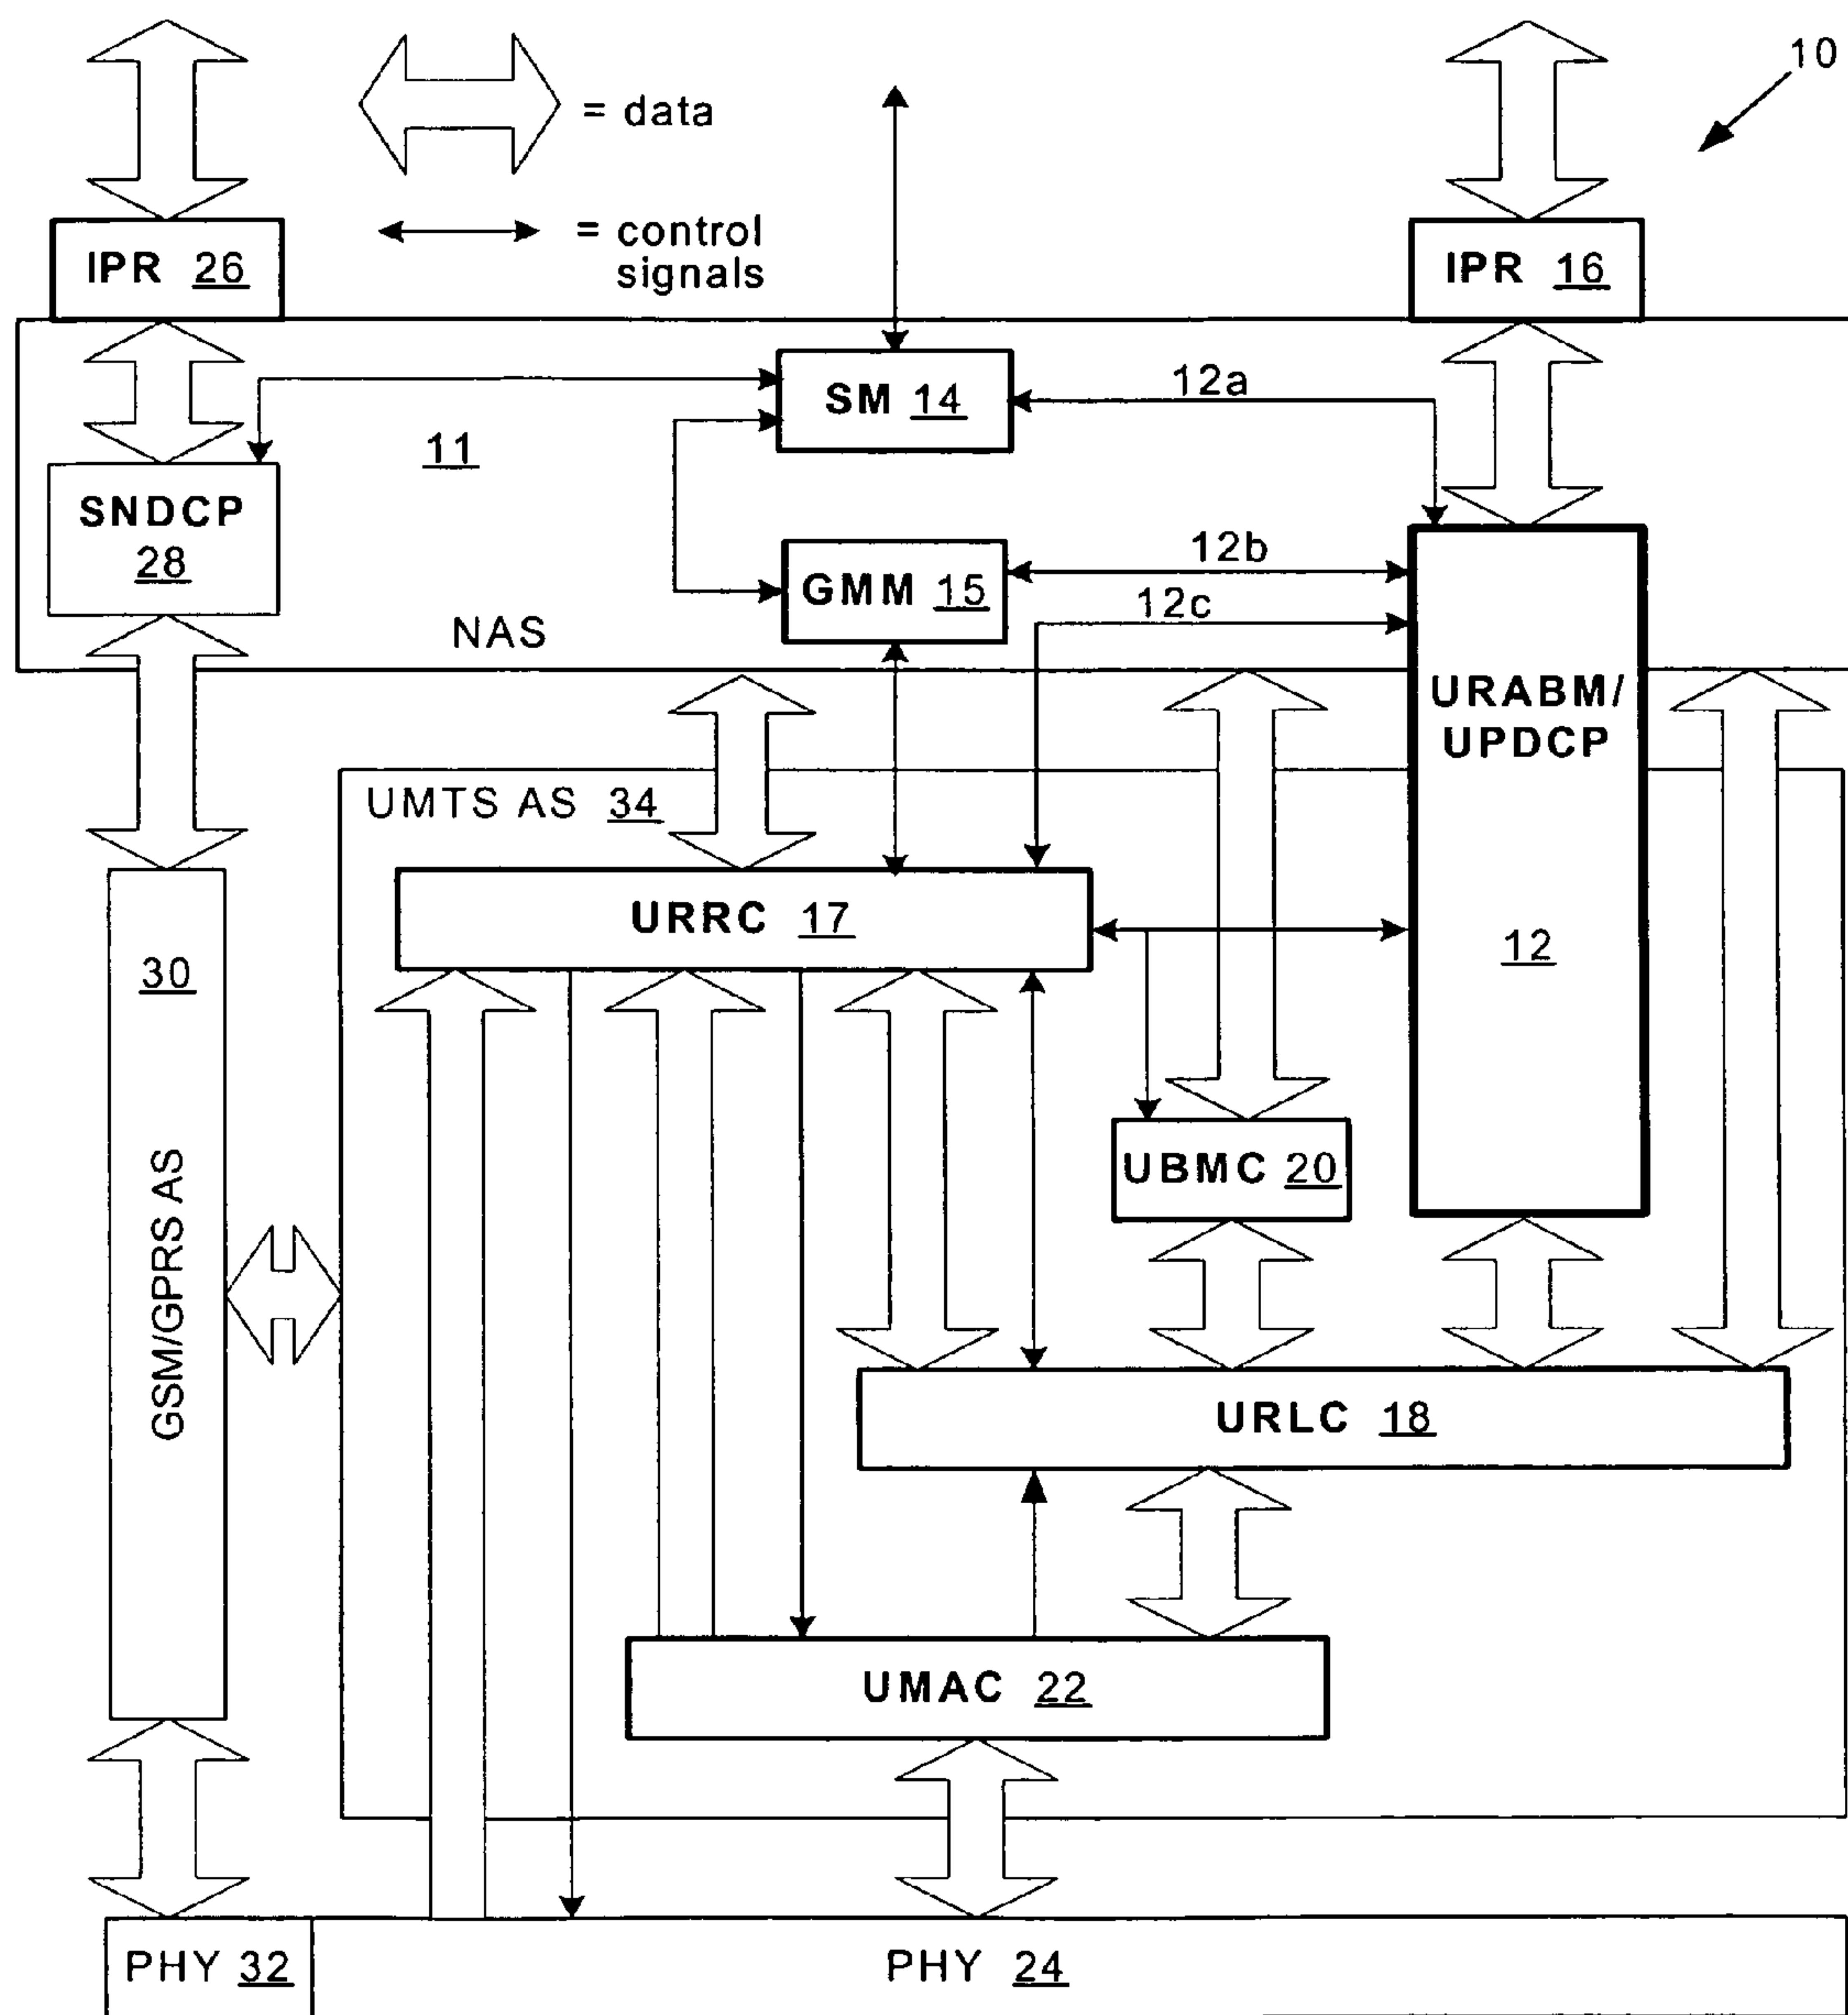 10
= data
= control
signals
IPR 26
IPR 16
SM 14
12a
11
SNDCP
28
12b
GMM 15
12c
NAS
URABM/
UPDCP
12
UMTS AS 34
URRC 17
30
GSM/GPRS AS
UBMC 20
URLC 18
UMAC 22
PHY 32
PHY 24